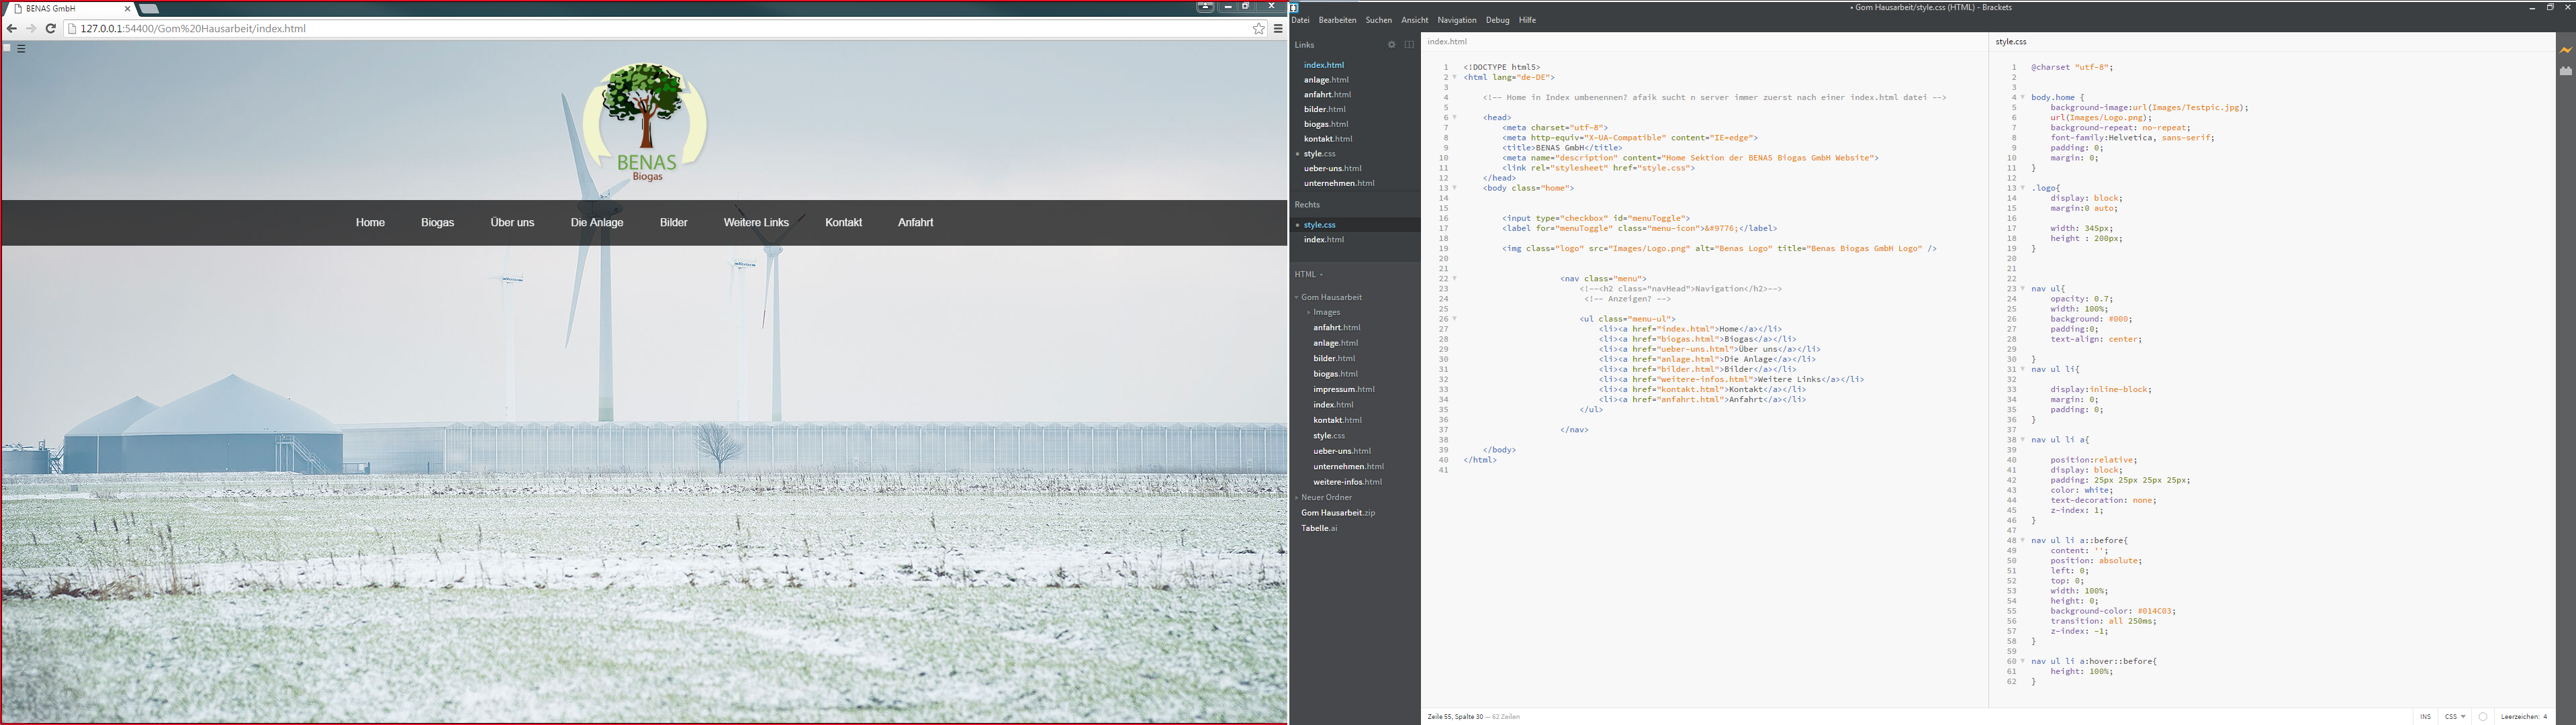 BENAS GmbH
127.0.0.1:54400/Gom%20Hausarbeit/index.html
☰
BENAS
Biogas
Home Biogas Über uns Die Anlage Bilder Weitere Links Kontakt Anfahrt
• Gom Hausarbeit/style.css (HTML) - Brackets
Datei Bearbeiten Suchen Ansicht Navigation Debug Hilfe
Links
index.html
anlage.html
anfahrt.html
bilder.html
biogas.html
kontakt.html
• style.css
ueber-uns.html
unternehmen.html
Rechts
• style.css
index.html
HTML
Gom Hausarbeit
Images
anfahrt.html
anlage.html
bilder.html
biogas.html
impressum.html
index.html
kontakt.html
style.css
ueber-uns.html
unternehmen.html
weitere-infos.html
Neuer Ordner
Gom Hausarbeit.zip
Tabelle.ai
index.html
1 <!DOCTYPE html5>
2 <html lang="de-DE">
3
4 <!-- Home in Index umbenennen? afaik sucht n server immer zuerst nach einer index.html datei -->
5
6 <head>
7 <meta charset="utf-8">
8 <meta http-equiv="X-UA-Compatible" content="IE=edge">
9 <title>BENAS GmbH</title>
10 <meta name="description" content="Home Sektion der BENAS Biogas GmbH Website">
11 <link rel="stylesheet" href="style.css">
12 </head>
13 <body class="home">
14
15
16 <input type="checkbox" id="menuToggle">
17 <label for="menuToggle" class="menu-icon">&#9776;</label>
18
19 <img class="logo" src="Images/Logo.png" alt="Benas Logo" title="Benas Biogas GmbH Logo" />
20
21
22 <nav class="menu">
23 <!--<h2 class="navHead">Navigation</h2>-->
24 <!-- Anzeigen? -->
25
26 <ul class="menu-ul">
27 <li><a href="index.html">Home</a></li>
28 <li><a href="biogas.html">Biogas</a></li>
29 <li><a href="ueber-uns.html">Über uns</a></li>
30 <li><a href="anlage.html">Die Anlage</a></li>
31 <li><a href="bilder.html">Bilder</a></li>
32 <li><a href="weitere-infos.html">Weitere Links</a></li>
33 <li><a href="kontakt.html">Kontakt</a></li>
34 <li><a href="anfahrt.html">Anfahrt</a></li>
35 </ul>
36
37 </nav>
38
39 </body>
40 </html>
41
style.css
1 @charset "utf-8";
2
3
4 body.home {
5 background-image:url(Images/Testpic.jpg);
6 url(Images/Logo.png);
7 background-repeat: no-repeat;
8 font-family:Helvetica, sans-serif;
9 padding: 0;
10 margin: 0;
11 }
12
13 .logo{
14 display: block;
15 margin:0 auto;
16
17 width: 345px;
18 height : 200px;
19 }
20
21
22
23 nav ul{
24 opacity: 0.7;
25 width: 100%;
26 background: #000;
27 padding:0;
28 text-align: center;
29
30 }
31 nav ul li{
32
33 display:inline-block;
34 margin: 0;
35 padding: 0;
36 }
37
38 nav ul li a{
39
40 position:relative;
41 display: block;
42 padding: 25px 25px 25px 25px;
43 color: white;
44 text-decoration: none;
45 z-index: 1;
46 }
47
48 nav ul li a::before{
49 content: '';
50 position: absolute;
51 left: 0;
52 top: 0;
53 width: 100%;
54 height: 0;
55 background-color: #014C03;
56 transition: all 250ms;
57 z-index: -1;
58 }
59
60 nav ul li a:hover::before{
61 height: 100%;
62 }
Zeile 55, Spalte 30 — 62 Zeilen
INS CSS Leerzeichen: 4